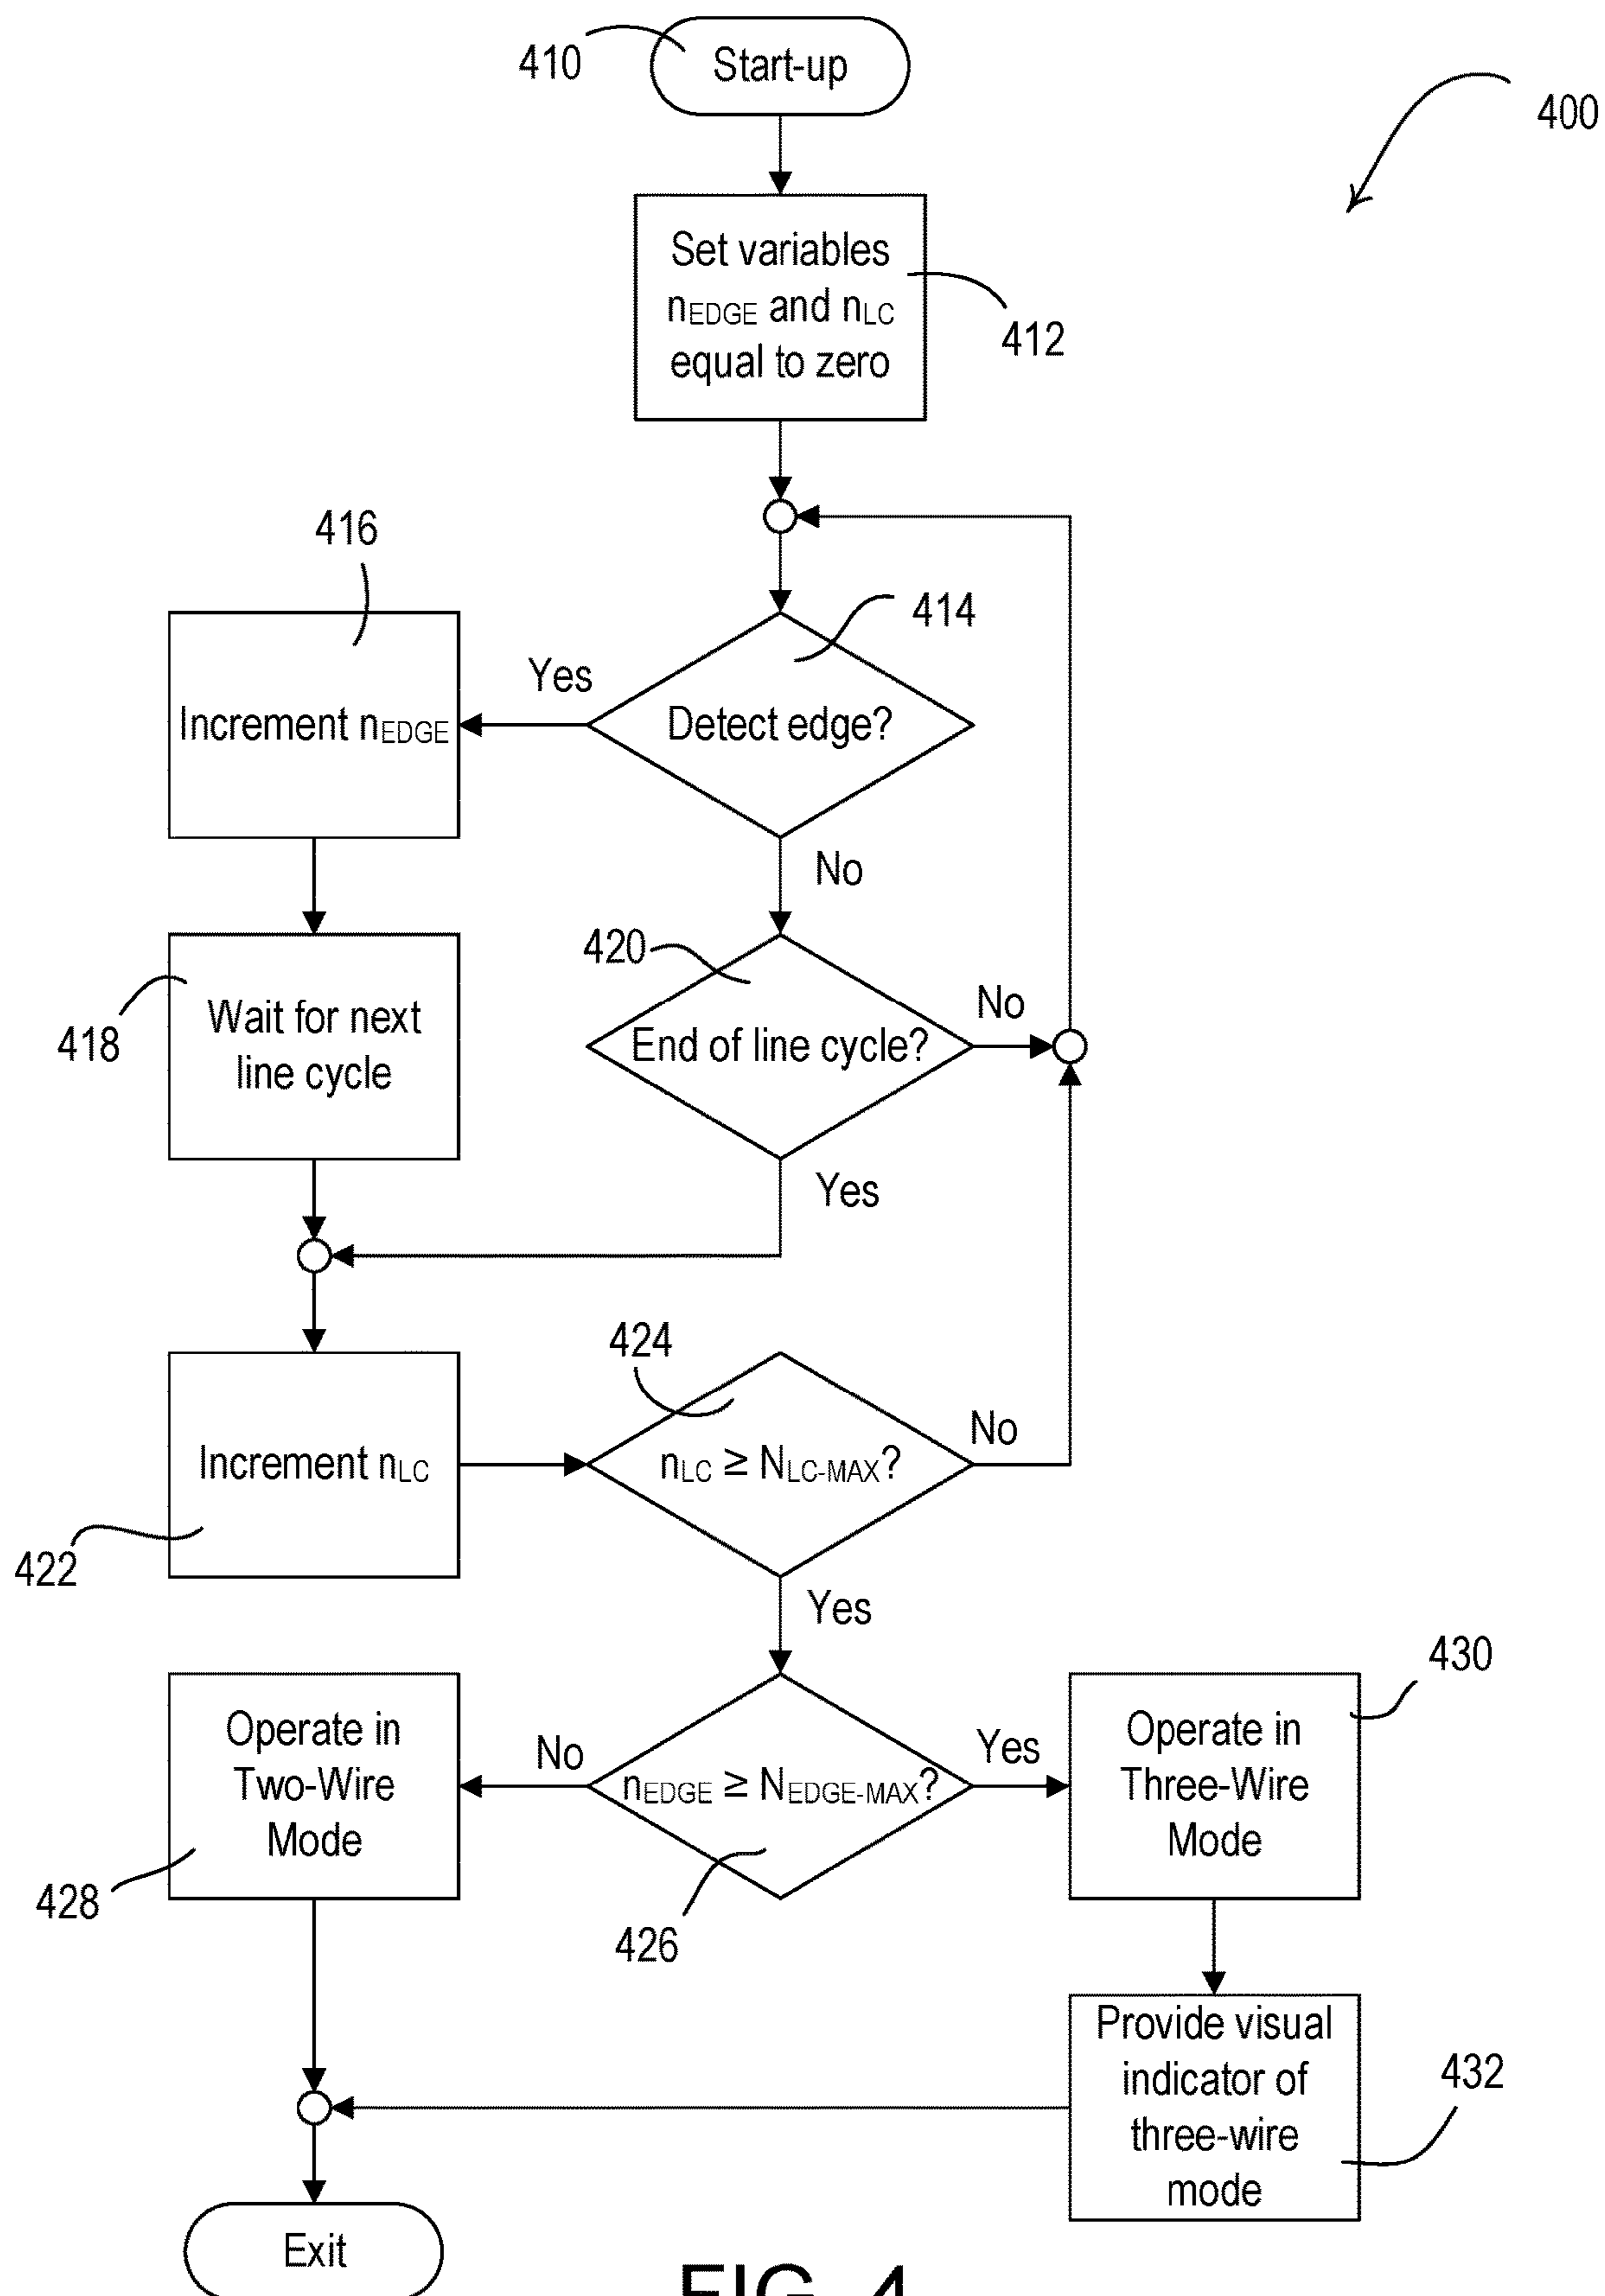 410
Start-up
400
Set variables
nEDGE and nLC
equal to zero
412
416
414
Yes
Increment nEDGE
Detect edge?
No
420
418
Wait for next
line cycle
End of line cycle?
No
Yes
424
Increment nLC
nLC ≥ NLC-MAX?
No
422
Yes
430
Operate in
Two-Wire
Mode
No
nEDGE ≥ NEDGE-MAX?
Yes
Operate in
Three-Wire
Mode
428
426
Provide visual
indicator of
three-wire
mode
432
Exit
FIG. 4